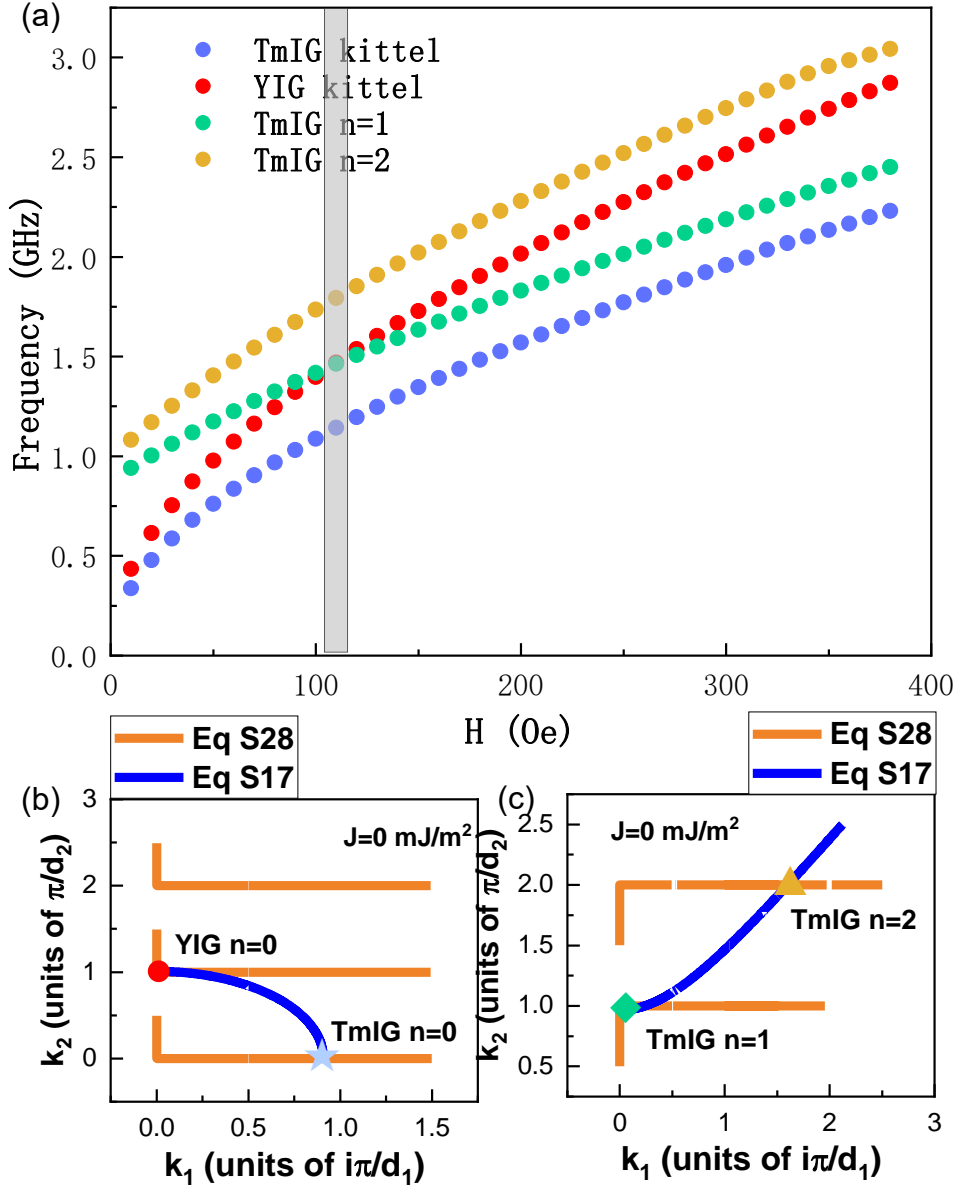 (a)
TmIG kittel
YIG kittel
TmIG n=1
TmIG n=2
Frequency (GHz)
3.0
2.5
2.0
1.5
1.0
0.5
0.0
0
100
200
300
400
H (Oe)
Eq S28
Eq S17
(b)
J=0 mJ/m²
YIG n=0
TmIG n=0
k₂ (units of π/d₂)
3
2
1
0
0.0
0.5
1.0
1.5
k₁ (units of iπ/d₁)
Eq S28
Eq S17
(c)
J=0 mJ/m²
TmIG n=2
TmIG n=1
k₂ (units of π/d₂)
2.5
2.0
1.5
1.0
0.5
0
1
2
3
k₁ (units of iπ/d₁)